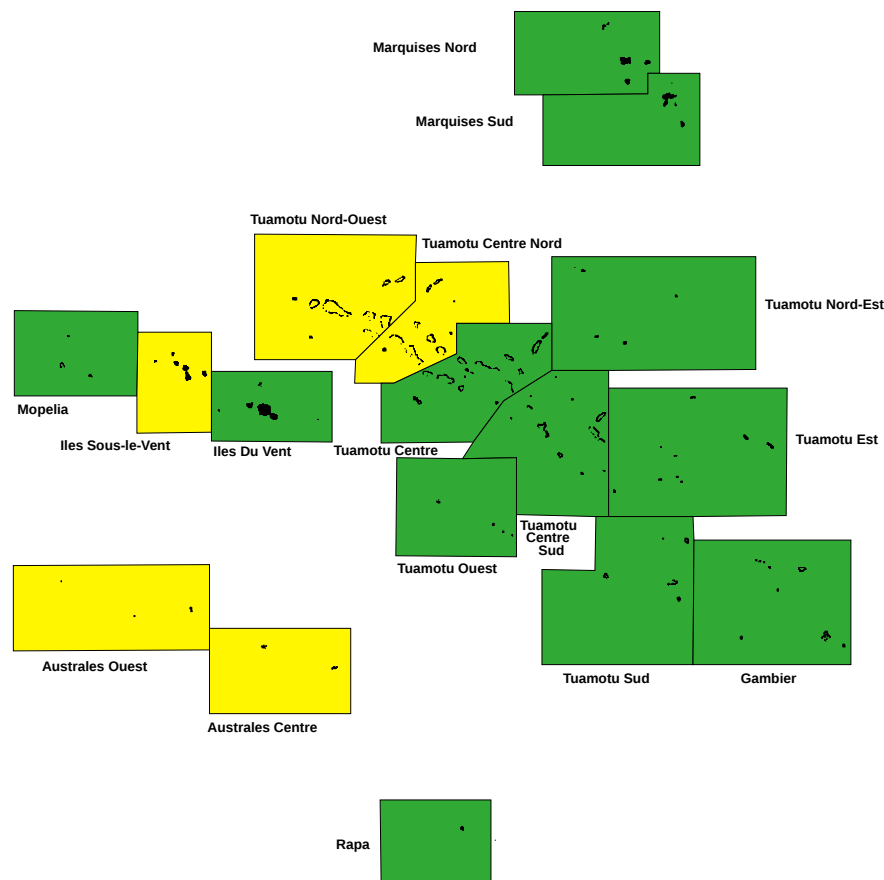 Marquises Nord
Marquises Sud
Tuamotu Nord-Ouest
Tuamotu Centre Nord
Tuamotu Nord-Est
Mopelia
Iles Sous-le-Vent
Iles Du Vent
Tuamotu Centre
Tuamotu Est
Tuamotu
Centre
Sud
Tuamotu Ouest
Australes Ouest
Tuamotu Sud
Gambier
Australes Centre
Rapa